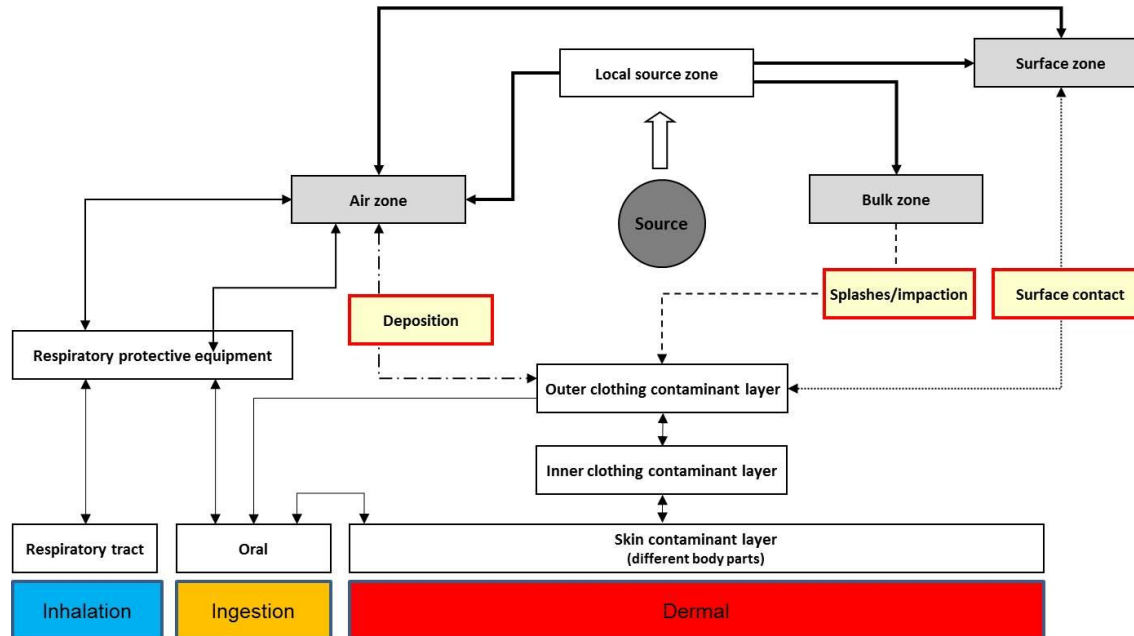 Local source zone
Surface zone
Air zone
Source
Bulk zone
Deposition
Splashes/impaction
Surface contact
Respiratory protective equipment
Outer clothing contaminant layer
Inner clothing contaminant layer
Respiratory tract
Oral
Skin contaminant layer
(different body parts)
Inhalation
Ingestion
Dermal